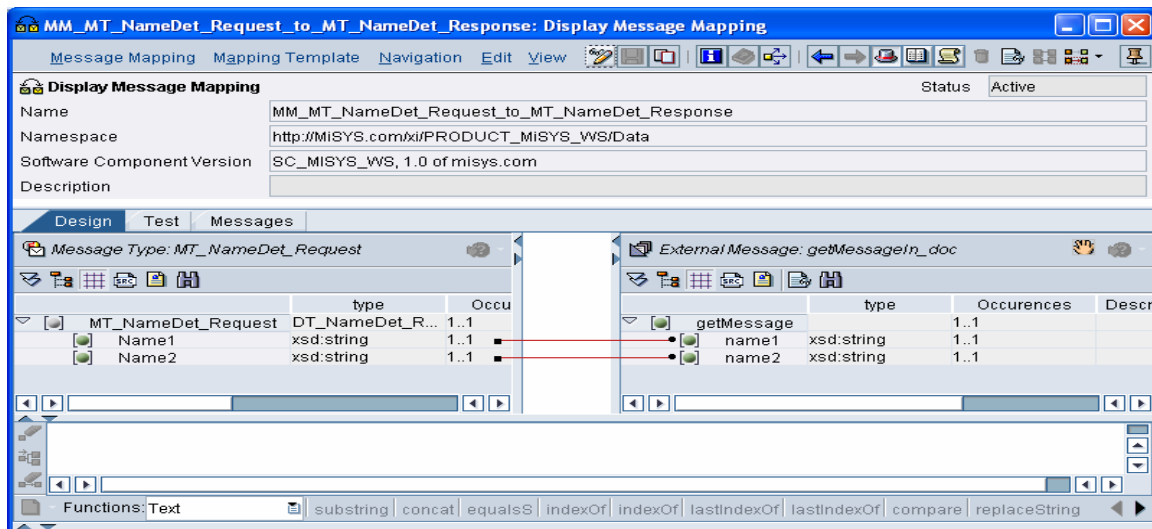 MM_MT_NameDet_Request_to_MT_NameDet_Response: Display Message Mapping
Message Mapping Mapping Template Navigation Edit View
Display Message Mapping Status Active
Name MM_MT_NameDet_Request_to_MT_NameDet_Response
Namespace http://MiSYS.com/xi/PRODUCT_MiSYS_WS/Data
Software Component Version SC_MISYS_WS, 1.0 of misys.com
Description
Design Test Messages
Message Type: MT_NameDet_Request External Message: getMessageIn_doc
SRC SRC
type Occu type Occurences Descr
MT_NameDet_Request DT_NameDet_R... 1..1 getMessage 1..1
Name1 xsd:string 1..1 name1 xsd:string 1..1
Name2 xsd:string 1..1 name2 xsd:string 1..1
Functions: Text substring concat equalsS indexOf indexOf lastIndexOf lastIndexOf compare replaceString